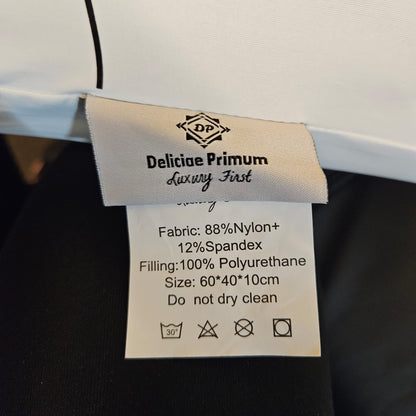 DP
Deliciae Primum
Luxury First
Fabric: 88%Nylon+
12%Spandex
Filling:100% Polyurethane
Size: 60*40*10cm
Do not dry clean
30°